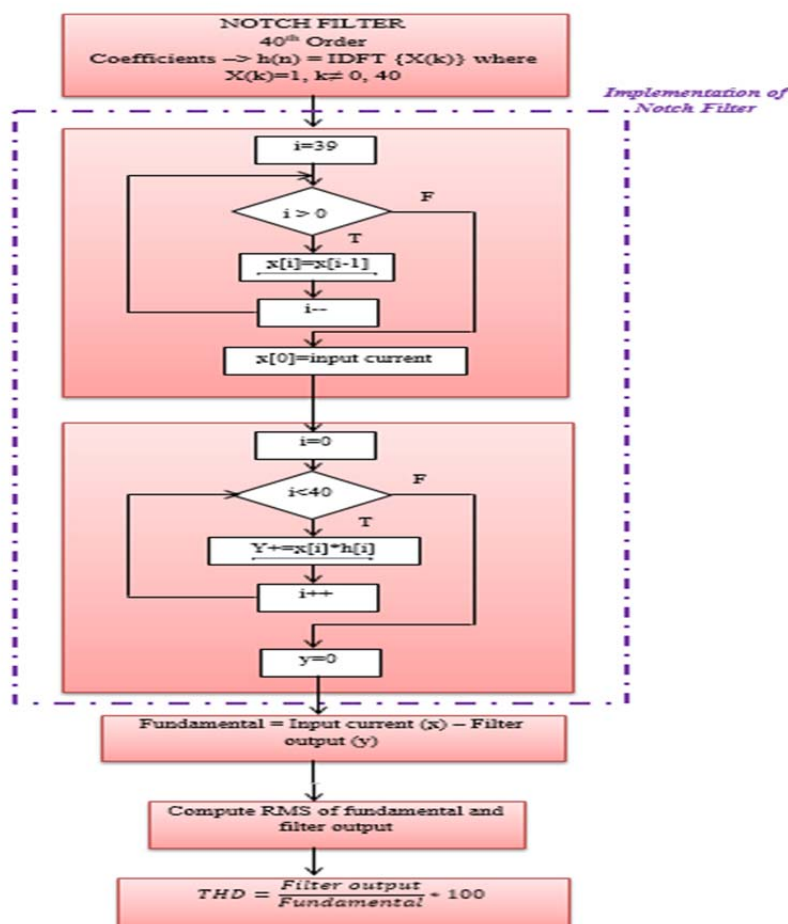 NOTCH FILTER
40th Order
Coefficients –> h(n) = IDFT {X(k)} where
X(k)=1, k≠ 0, 40
Implementation of
Notch Filter
i=39
i > 0
F
T
x[i]=x[i-1]
i--
x[0]=input current
i=0
i<40
F
T
Y+=x[i]*h[i]
i++
y=0
Fundamental = Input current (x) – Filter
output (y)
Compute RMS of fundamental and
filter output
THD = Filter output / Fundamental * 100